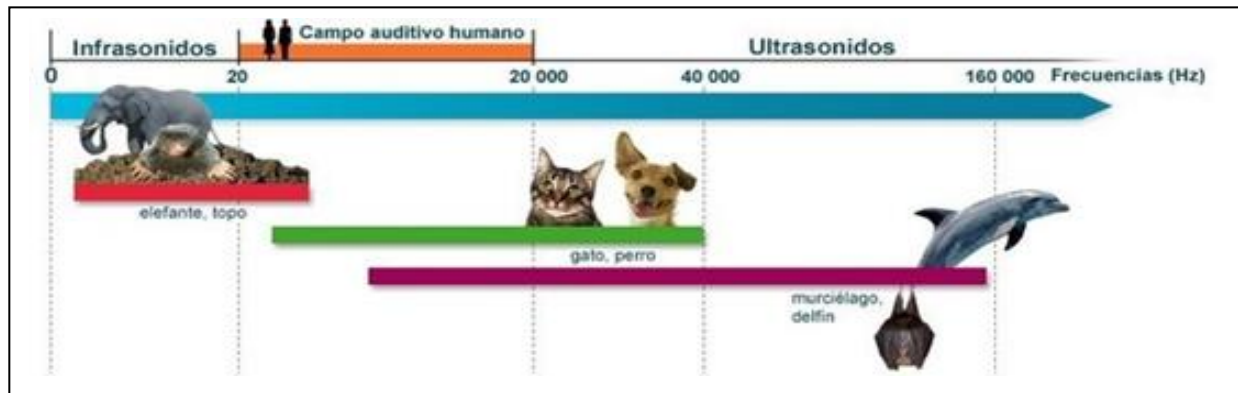 Infrasonidos
Campo auditivo humano
Ultrasonidos
0
20
20 000
40 000
160 000
Frecuencias (Hz)
elefante, topo
gato, perro
murciélago,
delfín